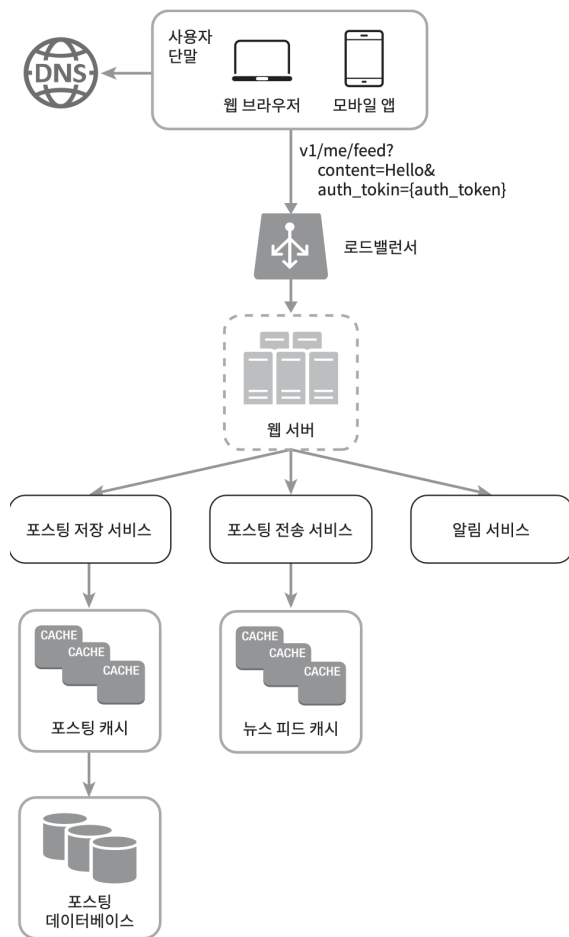 사용자
단말
DNS
웹 브라우저
모바일 앱
v1/me/feed?
content=Hello&
auth_tokin={auth_token}
로드밸런서
웹 서버
포스팅 저장 서비스
포스팅 전송 서비스
알림 서비스
CACHE
CACHE
CACHE
포스팅 캐시
CACHE
CACHE
CACHE
뉴스 피드 캐시
포스팅
데이터베이스